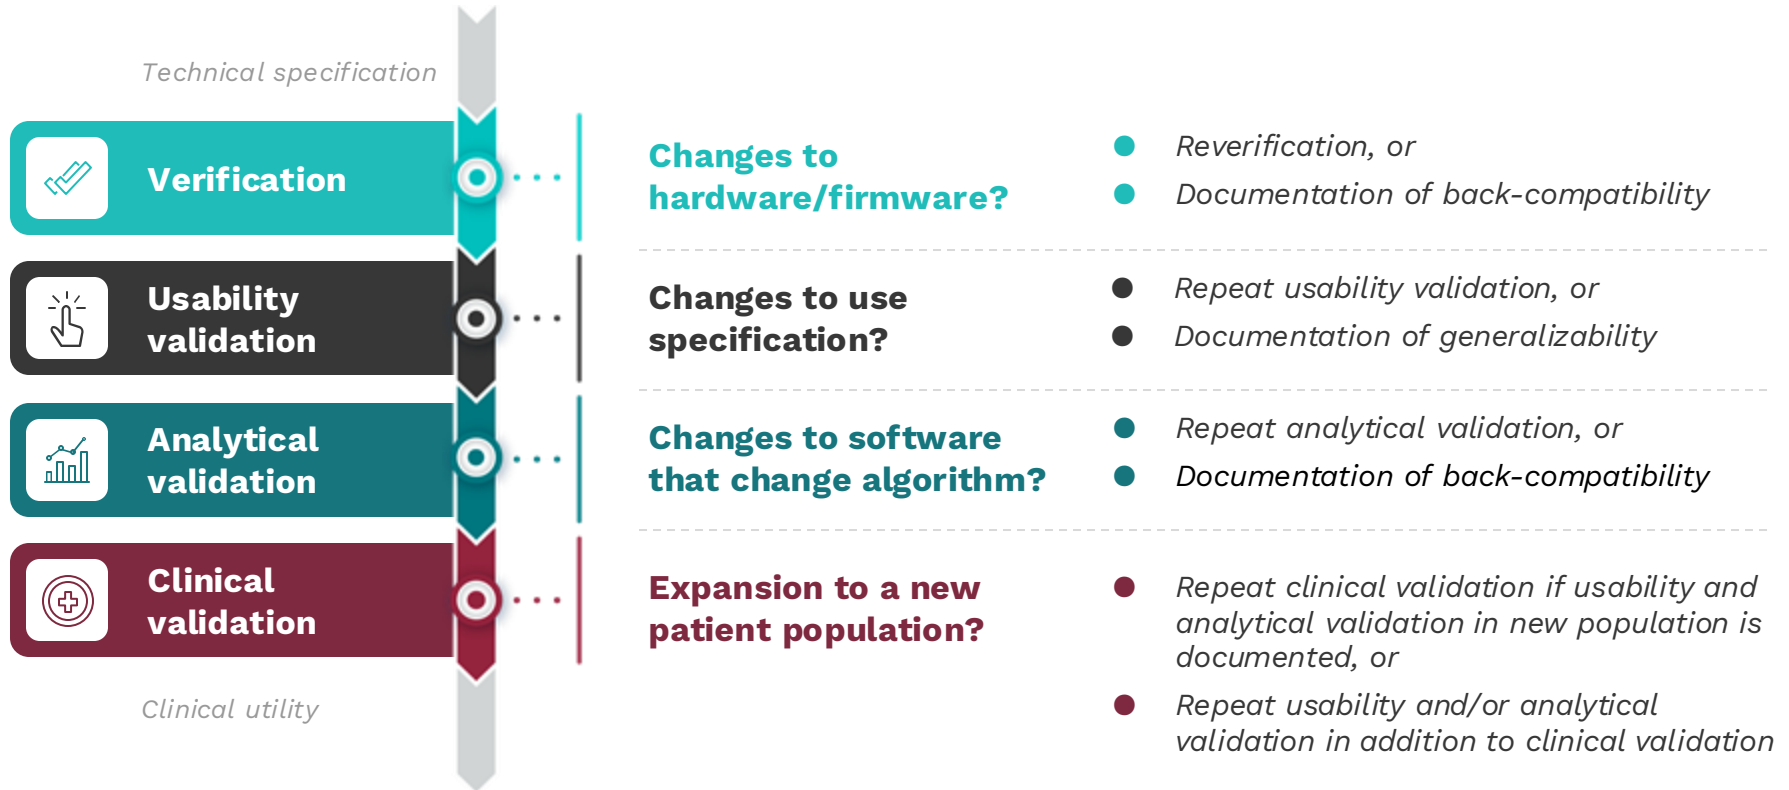 Technical specification
Verification
Changes to
hardware/firmware?
Reverification, or
Documentation of back-compatibility
Usability
validation
Changes to use
specification?
Repeat usability validation, or
Documentation of generalizability
Analytical
validation
Changes to software
that change algorithm?
Repeat analytical validation, or
Documentation of back-compatibility
Clinical
validation
Expansion to a new
patient population?
Repeat clinical validation if usability and
analytical validation in new population is
documented, or
Repeat usability and/or analytical
validation in addition to clinical validation
Clinical utility